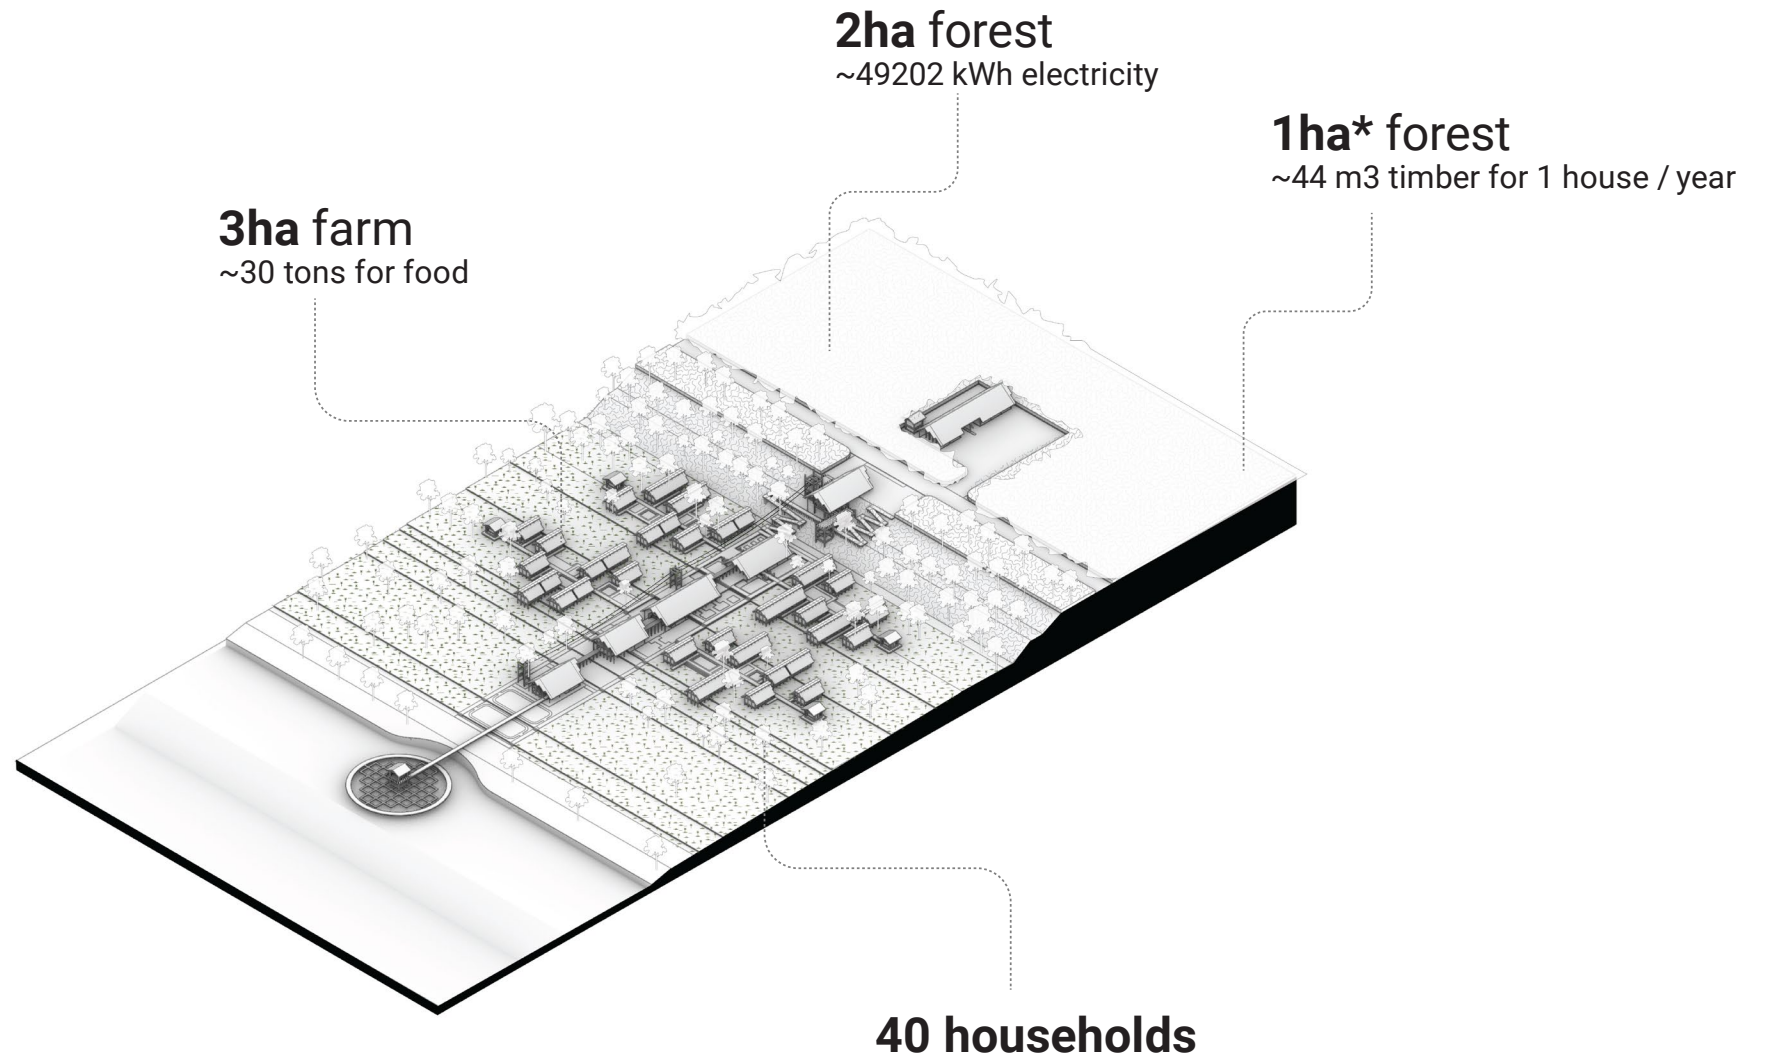 2ha forest
~49202 kWh electricity
1ha* forest
~44 m3 timber for 1 house / year
3ha farm
~30 tons for food
40 households